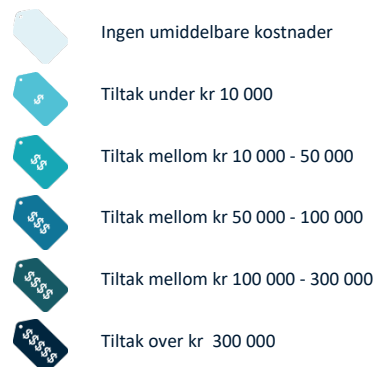 Ingen umiddelbare kostnader
$
Tiltak under kr 10 000
$$
Tiltak mellom kr 10 000 - 50 000
$$$
Tiltak mellom kr 50 000 - 100 000
$$$$
Tiltak mellom kr 100 000 - 300 000
$$$$$
Tiltak over kr  300 000